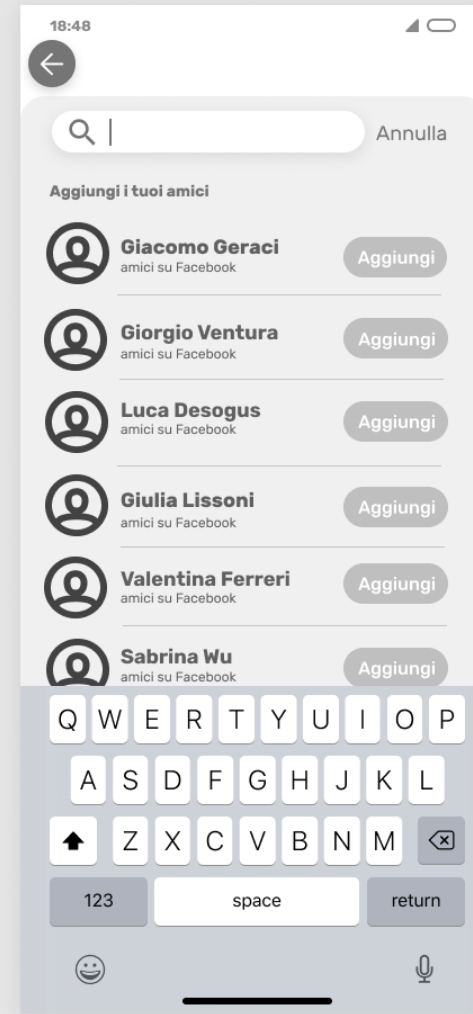 18:48
Annulla
Aggiungi i tuoi amici
Giacomo Geraci
amici su Facebook
Aggiungi
Giorgio Ventura
amici su Facebook
Aggiungi
Luca Desogus
amici su Facebook
Aggiungi
Giulia Lissoni
amici su Facebook
Aggiungi
Valentina Ferreri
amici su Facebook
Aggiungi
Sabrina Wu
amici su Facebook
Aggiungi
Q W E R T Y U I O P
A S D F G H J K L
Z X C V B N M
123 space return